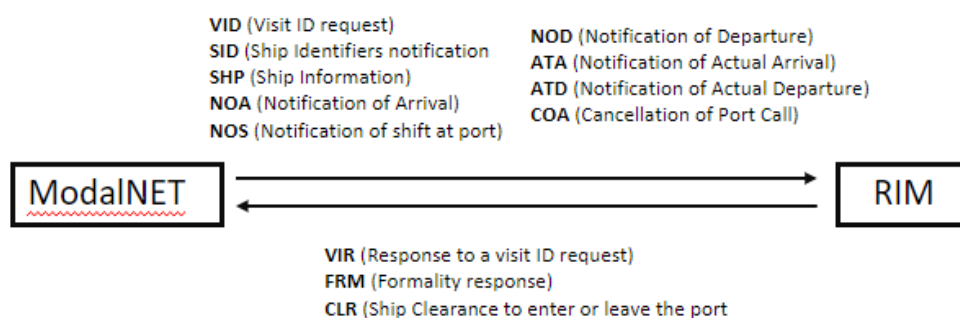 VID (Visit ID request)
SID (Ship Identifiers notification
SHP (Ship Information)
NOA (Notification of Arrival)
NOS (Notification of shift at port)
NOD (Notification of Departure)
ATA (Notification of Actual Arrival)
ATD (Notification of Actual Departure)
COA (Cancellation of Port Call)
ModalNET
RIM
VIR (Response to a visit ID request)
FRM (Formality response)
CLR (Ship Clearance to enter or leave the port